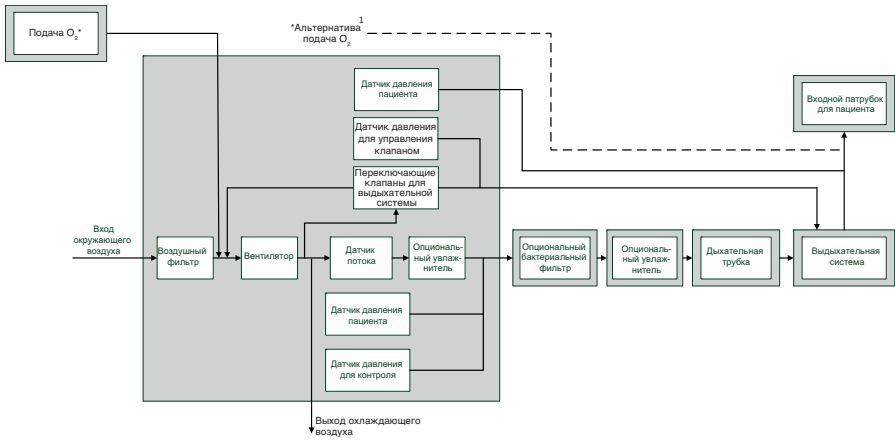 Подача O2*
*Альтернатива1
подача O2
Датчик давления
пациента
Входной патрубок
для пациента
Датчик давления
для управления
клапаном
Переключающие
клапаны для
выдыхательной
системы
Вход
окружающего
воздуха
Воздушный
фильтр
Вентилятор
Датчик
потока
Опциональ-
ный увлаж-
нитель
Опциональный
бактериальный
фильтр
Опциональ-
ный увлаж-
нитель
Дыхательная
трубка
Выдыхательная
система
Датчик давления
пациента
Датчик давления
для контроля
Выход охлаждающего
воздуха